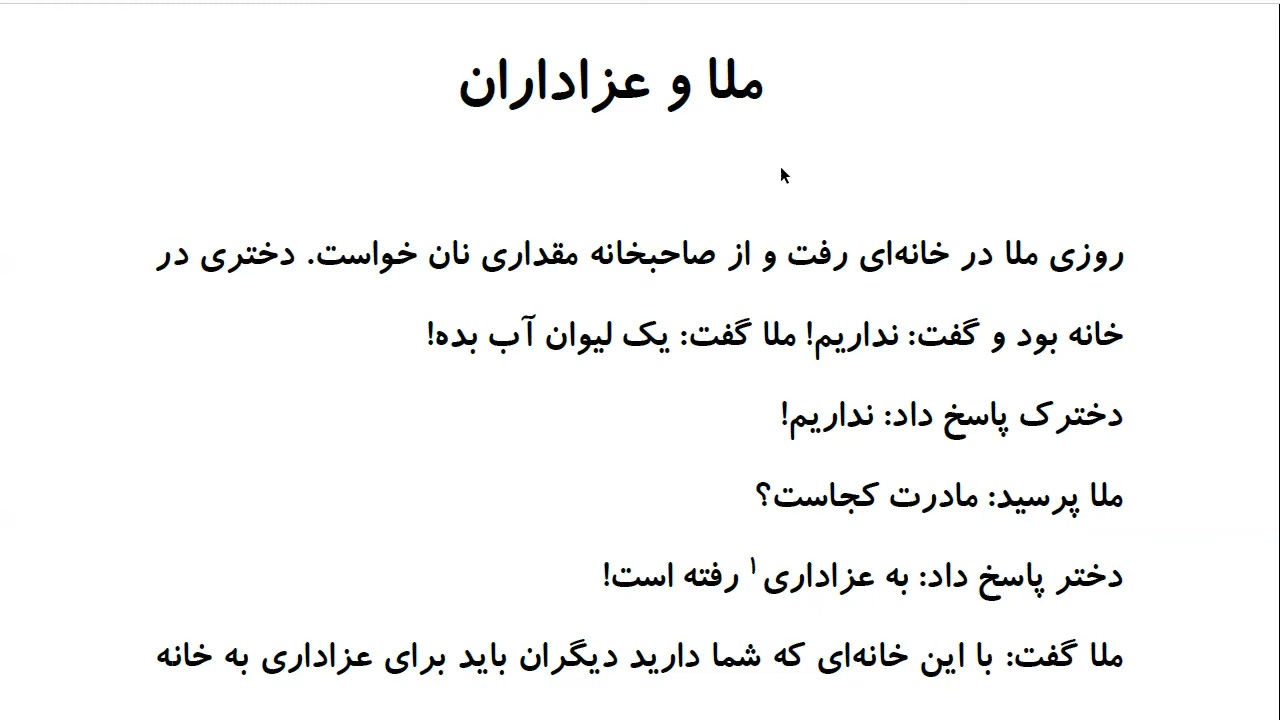 ملا و عزاداران
روزی ملا در خانه‌ای رفت و از صاحبخانه مقداری نان خواست. دختری در
خانه بود و گفت: نداریم! ملا گفت: یک لیوان آب بده!
دخترک پاسخ داد: نداریم!
ملا پرسید: مادرت کجاست؟
دختر پاسخ داد: به عزاداری۱ رفته است!
ملا گفت: با این خانه‌ای که شما دارید دیگران باید برای عزاداری به خانه